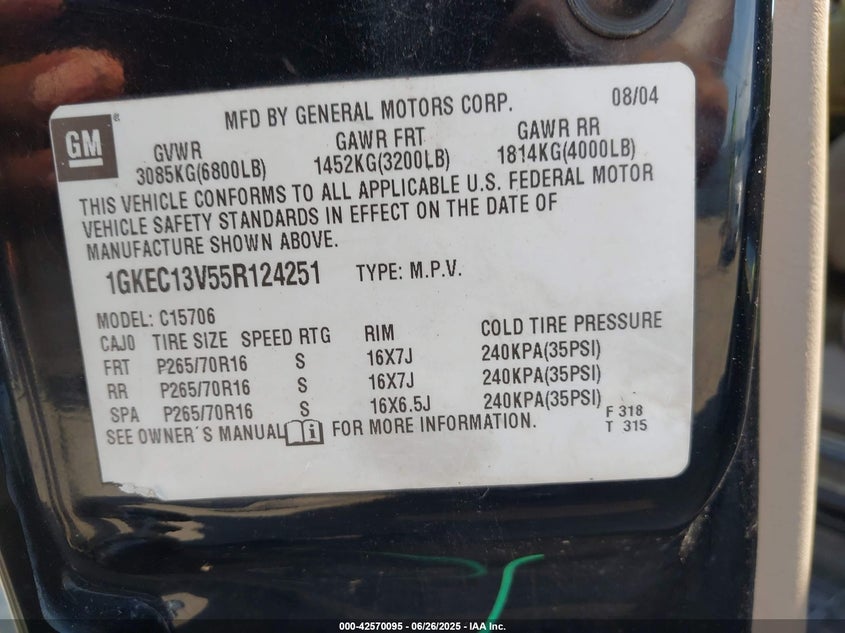 GM
®
MFD BY GENERAL MOTORS CORP. 08/04
GVWR GAWR FRT GAWR RR
3085KG(6800LB) 1452KG(3200LB) 1814KG(4000LB)
THIS VEHICLE CONFORMS TO ALL APPLICABLE U.S. FEDERAL MOTOR
VEHICLE SAFETY STANDARDS IN EFFECT ON THE DATE OF
MANUFACTURE SHOWN ABOVE.
1GKEC13V55R124251 TYPE: M.P.V.
MODEL: C15706
CAJO TIRE SIZE SPEED RTG RIM COLD TIRE PRESSURE
FRT P265/70R16 S 16X7J 240KPA(35PSI)
RR P265/70R16 S 16X7J 240KPA(35PSI)
SPA P265/70R16 S 16X6.5J 240KPA(35PSI)
SEE OWNER'S MANUAL i FOR MORE INFORMATION.
F 318
T 315
000-42570095 - 06/26/2025 - IAA Inc.